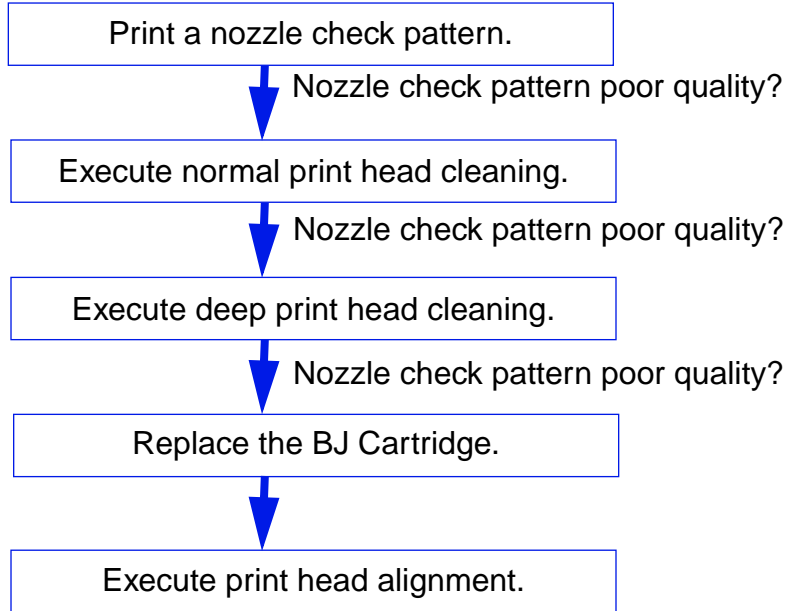 Print a nozzle check pattern.
Nozzle check pattern poor quality?
Execute normal print head cleaning.
Nozzle check pattern poor quality?
Execute deep print head cleaning.
Nozzle check pattern poor quality?
Replace the BJ Cartridge.
Execute print head alignment.